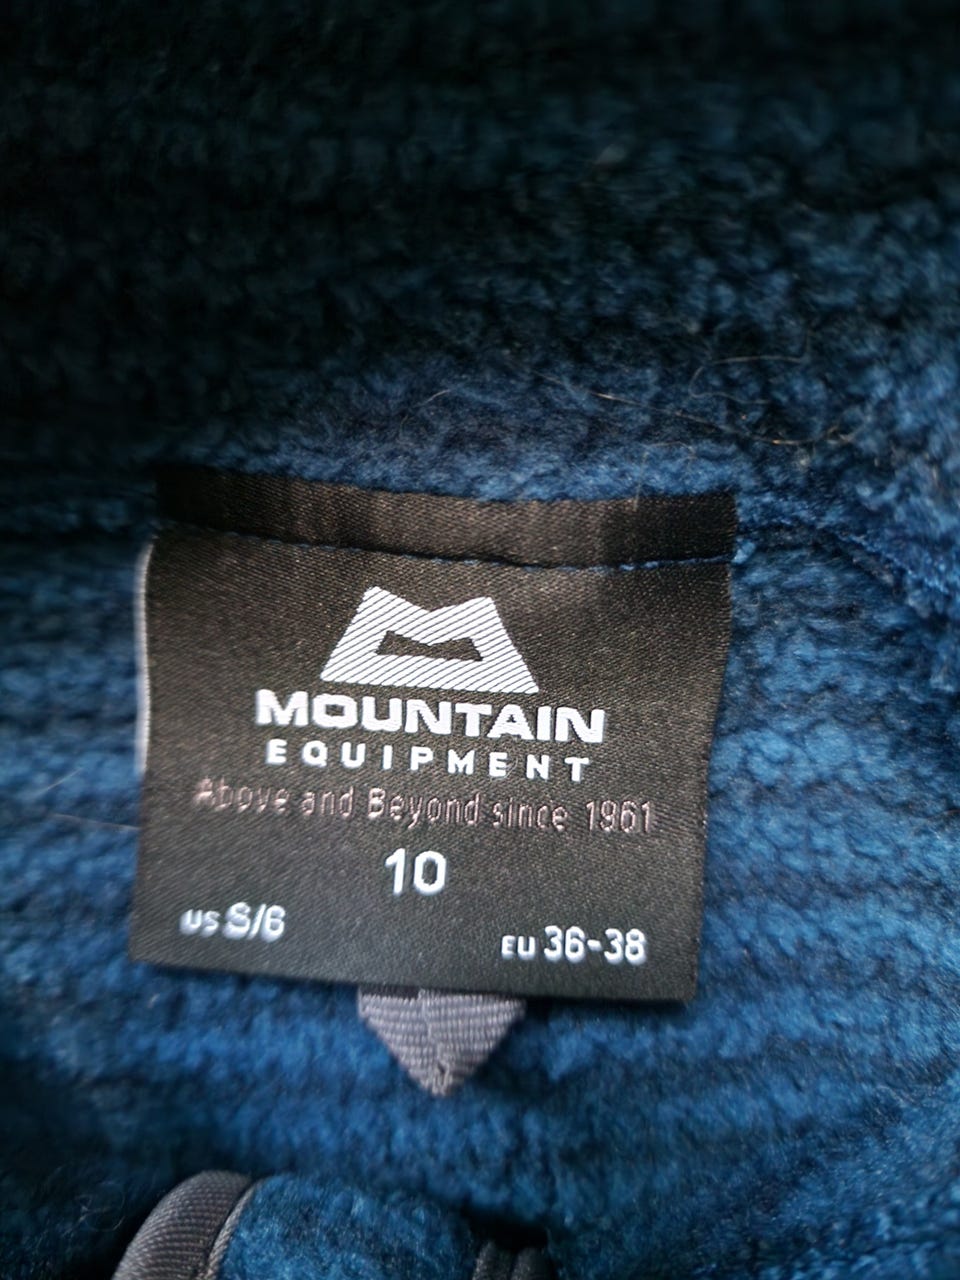 MOUNTAIN
EQUIPMENT
Above and Beyond since 1961
10
US S/6
EU 36-38